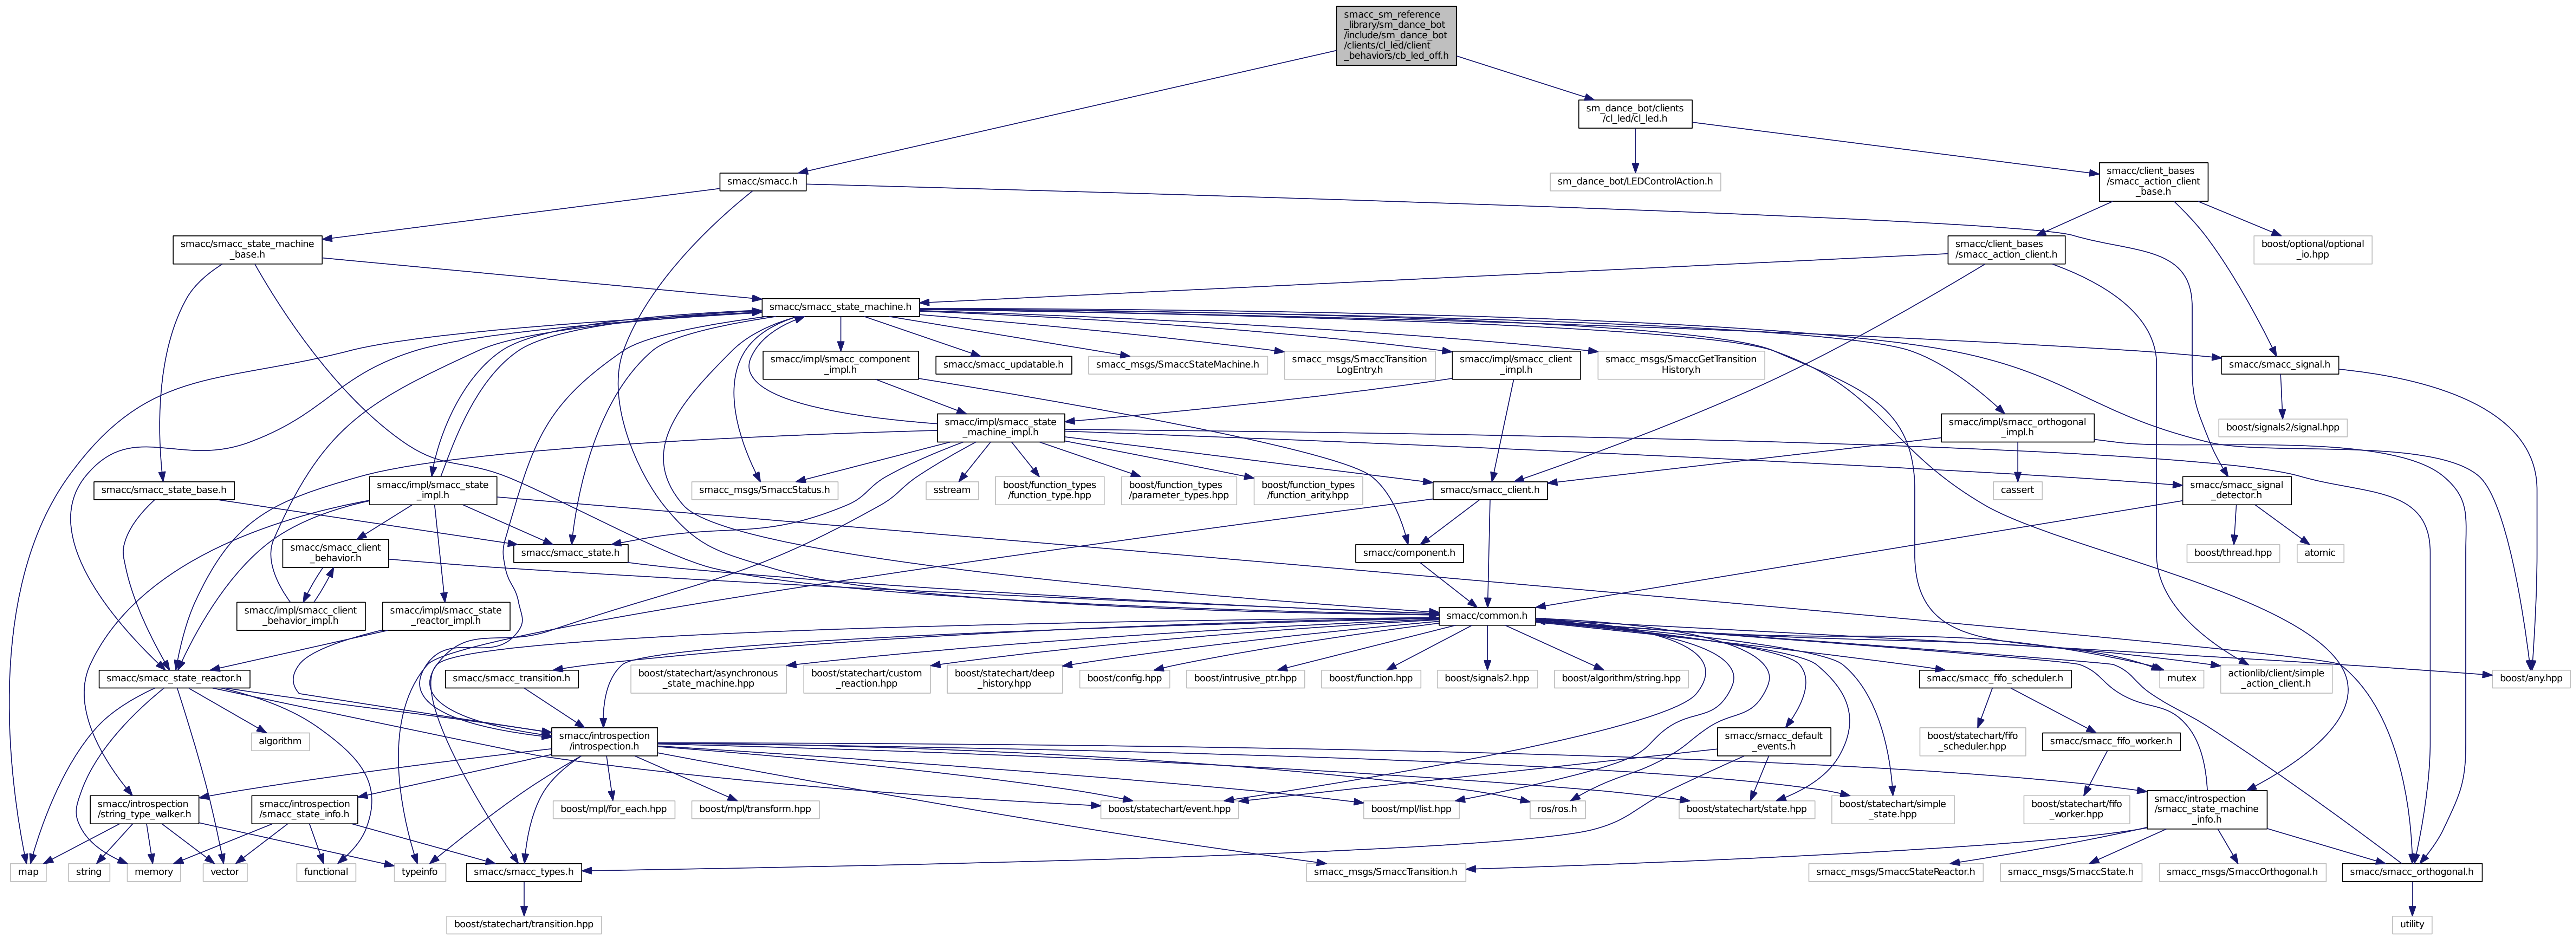 smacc_sm_reference
_library/sm_dance_bot
/include/sm_dance_bot
/clients/cl_led/client
_behaviors/cb_led_off.h
sm_dance_bot/clients
/cl_led/cl_led.h
smacc/smacc.h
sm_dance_bot/LEDControlAction.h
smacc/client_bases
/smacc_action_client
_base.h
smacc/smacc_state_machine
_base.h
smacc/client_bases
/smacc_action_client.h
boost/optional/optional
_io.hpp
smacc/smacc_state_machine.h
smacc/impl/smacc_component
_impl.h
smacc/smacc_updatable.h
smacc_msgs/SmaccStateMachine.h
smacc_msgs/SmaccTransition
LogEntry.h
smacc/impl/smacc_client
_impl.h
smacc_msgs/SmaccGetTransition
History.h
smacc/smacc_signal.h
smacc/impl/smacc_state
_machine_impl.h
smacc/impl/smacc_orthogonal
_impl.h
boost/signals2/signal.hpp
smacc/smacc_state_base.h
smacc/impl/smacc_state
_impl.h
smacc_msgs/SmaccStatus.h
sstream
boost/function_types
/function_type.hpp
boost/function_types
/parameter_types.hpp
boost/function_types
/function_arity.hpp
smacc/smacc_client.h
cassert
smacc/smacc_signal
_detector.h
smacc/smacc_client
_behavior.h
smacc/smacc_state.h
smacc/component.h
boost/thread.hpp
atomic
smacc/impl/smacc_client
_behavior_impl.h
smacc/impl/smacc_state
_reactor_impl.h
smacc/common.h
smacc/smacc_state_reactor.h
smacc/smacc_transition.h
boost/statechart/asynchronous
_state_machine.hpp
boost/statechart/custom
_reaction.hpp
boost/statechart/deep
_history.hpp
boost/config.hpp
boost/intrusive_ptr.hpp
boost/function.hpp
boost/signals2.hpp
boost/algorithm/string.hpp
smacc/smacc_fifo_scheduler.h
mutex
actionlib/client/simple
_action_client.h
boost/any.hpp
algorithm
smacc/introspection
/introspection.h
smacc/smacc_default
_events.h
boost/statechart/fifo
_scheduler.hpp
smacc/smacc_fifo_worker.h
smacc/introspection
/string_type_walker.h
smacc/introspection
/smacc_state_info.h
boost/mpl/for_each.hpp
boost/mpl/transform.hpp
boost/statechart/event.hpp
boost/mpl/list.hpp
ros/ros.h
boost/statechart/state.hpp
boost/statechart/simple
_state.hpp
boost/statechart/fifo
_worker.hpp
smacc/introspection
/smacc_state_machine
_info.h
map
string
memory
vector
functional
typeinfo
smacc/smacc_types.h
smacc_msgs/SmaccTransition.h
smacc_msgs/SmaccStateReactor.h
smacc_msgs/SmaccState.h
smacc_msgs/SmaccOrthogonal.h
smacc/smacc_orthogonal.h
boost/statechart/transition.hpp
utility